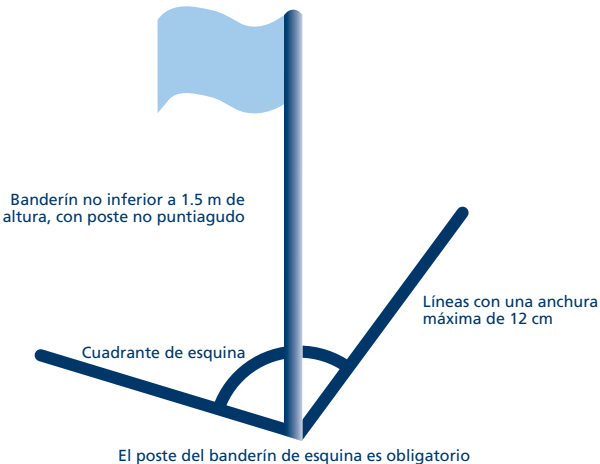 Banderín no inferior a 1.5 m de
altura, con poste no puntiagudo
Líneas con una anchura
máxima de 12 cm
Cuadrante de esquina
El poste del banderín de esquina es obligatorio